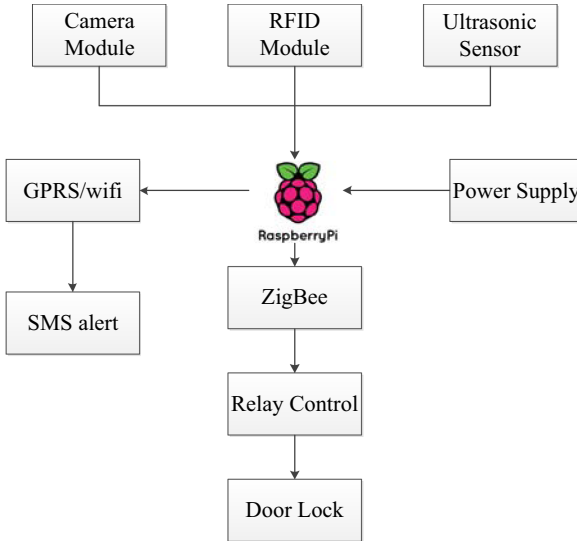 Camera
Module
RFID
Module
Ultrasonic
Sensor
GPRS/wifi
RaspberryPi
Power Supply
ZigBee
SMS alert
Relay Control
Door Lock